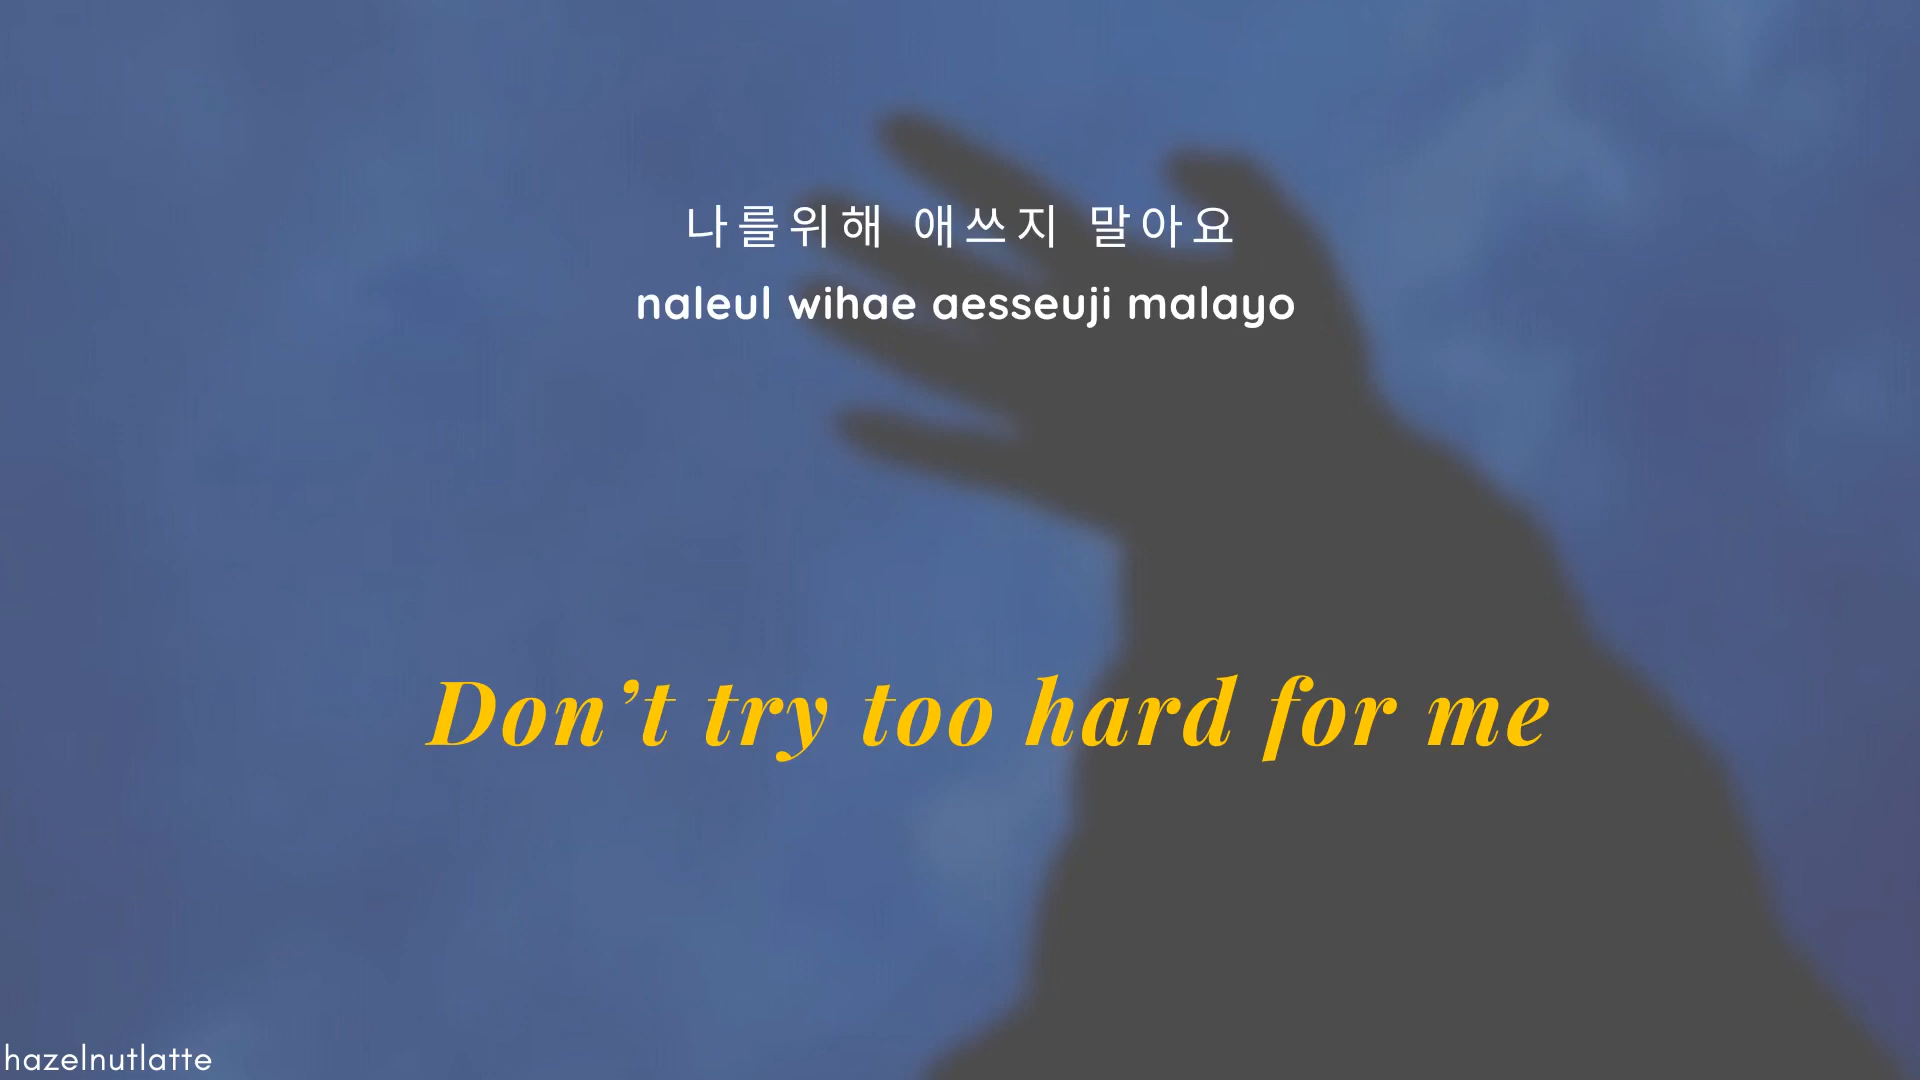 나를위해 애쓰지 말아요
naleul wihae aesseuji malayo
Don’t try too hard for me
hazelnutlatte